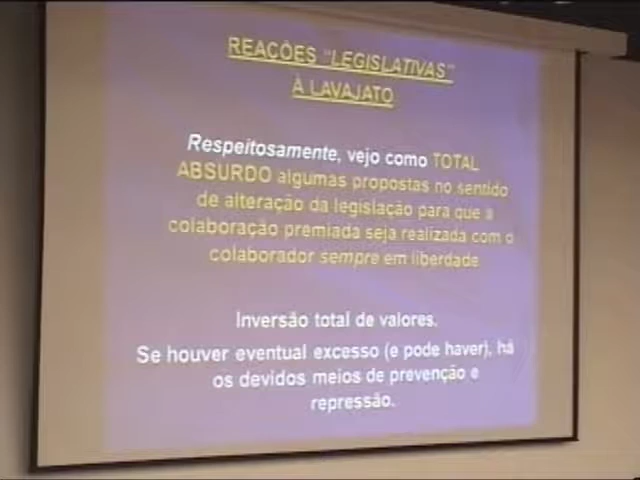 REAÇÕES "LEGISLATIVAS"
À LAVAJATO
Respeitosamente, vejo como TOTAL
ABSURDO algumas propostas no sentido
de alteração da legislação para que a
colaboração premiada seja realizada com o
colaborador sempre em liberdade
Inversão total de valores.
Se houver eventual excesso (e pode haver), há
os devidos meios de prevenção e
repressão.